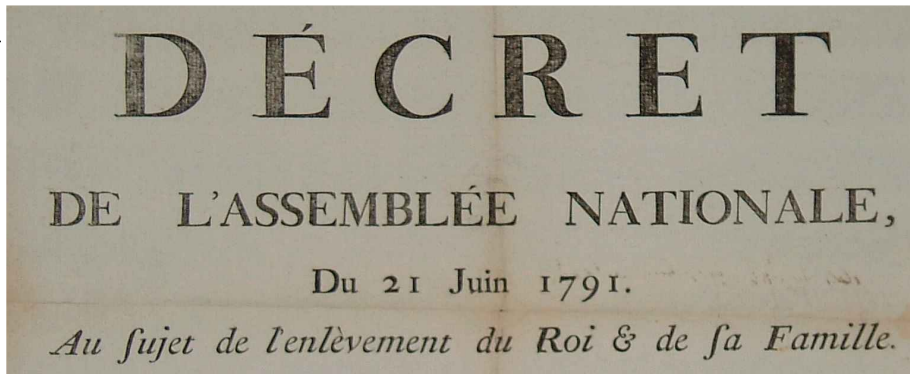 DÉCRET
DE L'ASSEMBLÉE NATIONALE,
Du 21 Juin 1791.
Au ſujet de l'enlèvement du Roi & de ſa Famille.